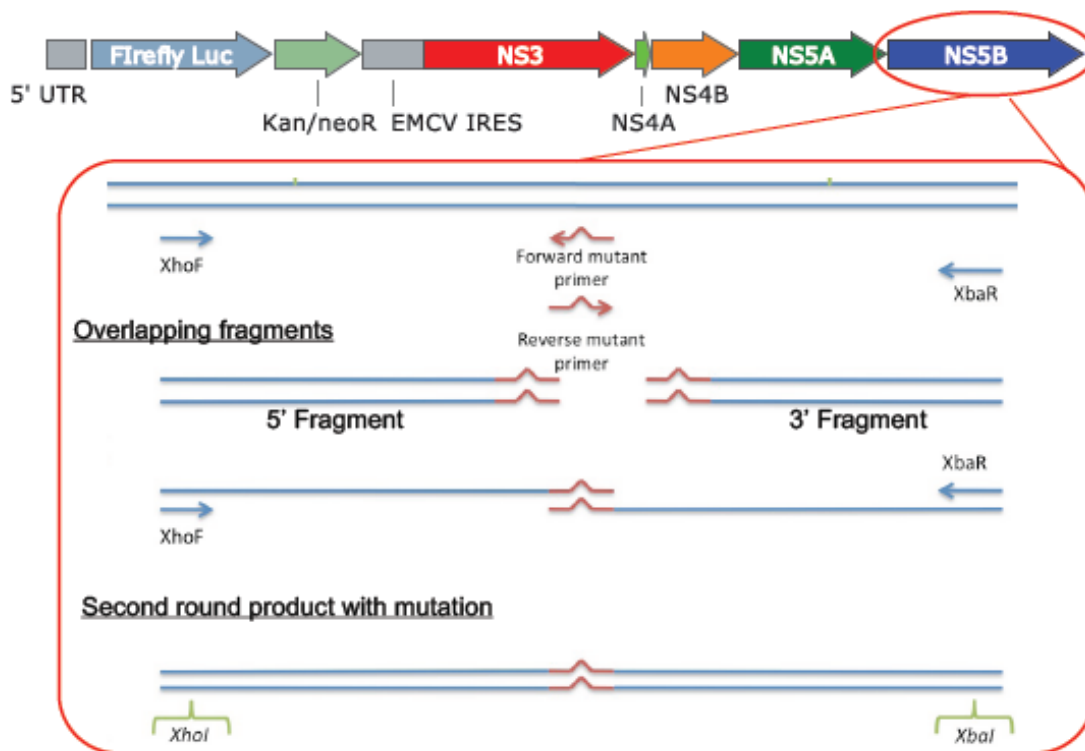 FIrefly Luc
NS3
NS5A
NS5B
5' UTR
NS4B
Kan/neoR
EMCV IRES
NS4A
XhoF
Forward mutant
primer
XbaR
Overlapping fragments
Reverse mutant
primer
5' Fragment
3' Fragment
XbaR
XhoF
Second round product with mutation
XhoI
XbaI